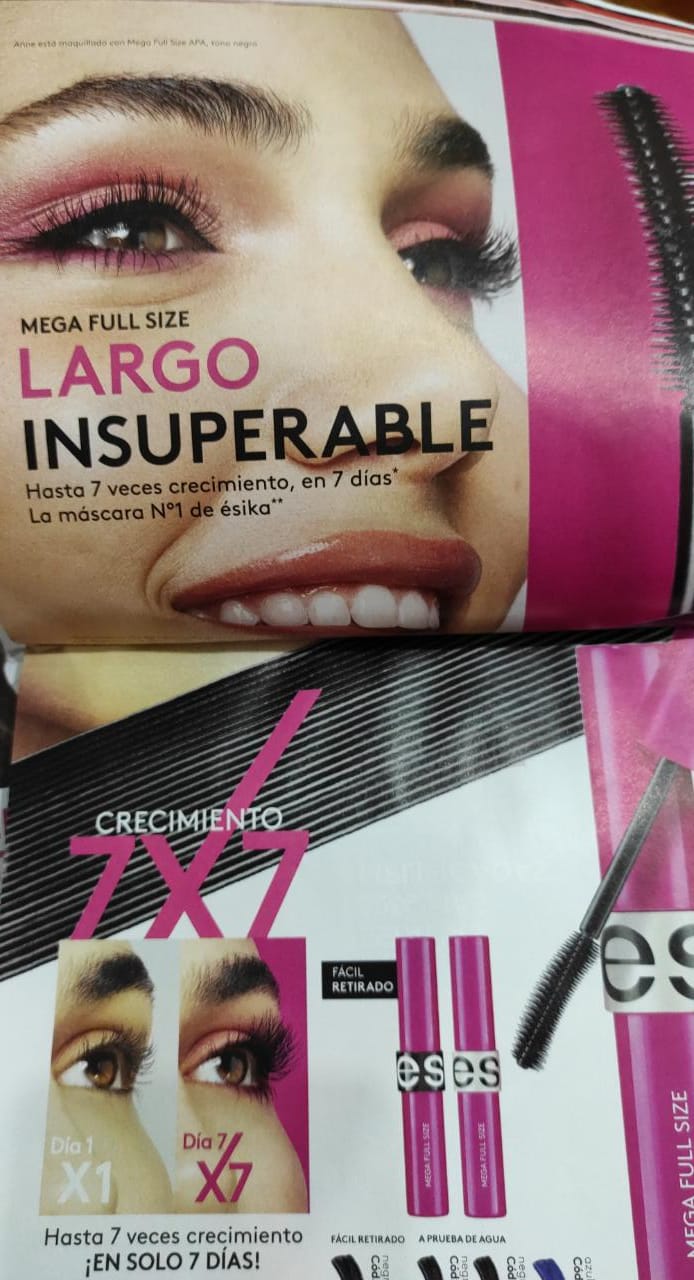 Anne está maquillada con Mega Full Size APA, tono negro
MEGA FULL SIZE
LARGO
INSUPERABLE
Hasta 7 veces crecimiento, en 7 días*
La máscara N°1 de ésika**
CRECIMIENTO
7X7
FÁCIL
RETIRADO
es
es
es
MEGA FULL SIZE
MEGA FULL SIZE
MEGA FULL SIZE
Día 1
X1
Día 7
X7
Hasta 7 veces crecimiento
¡EN SOLO 7 DÍAS!
FÁCIL RETIRADO
A PRUEBA DE AGUA